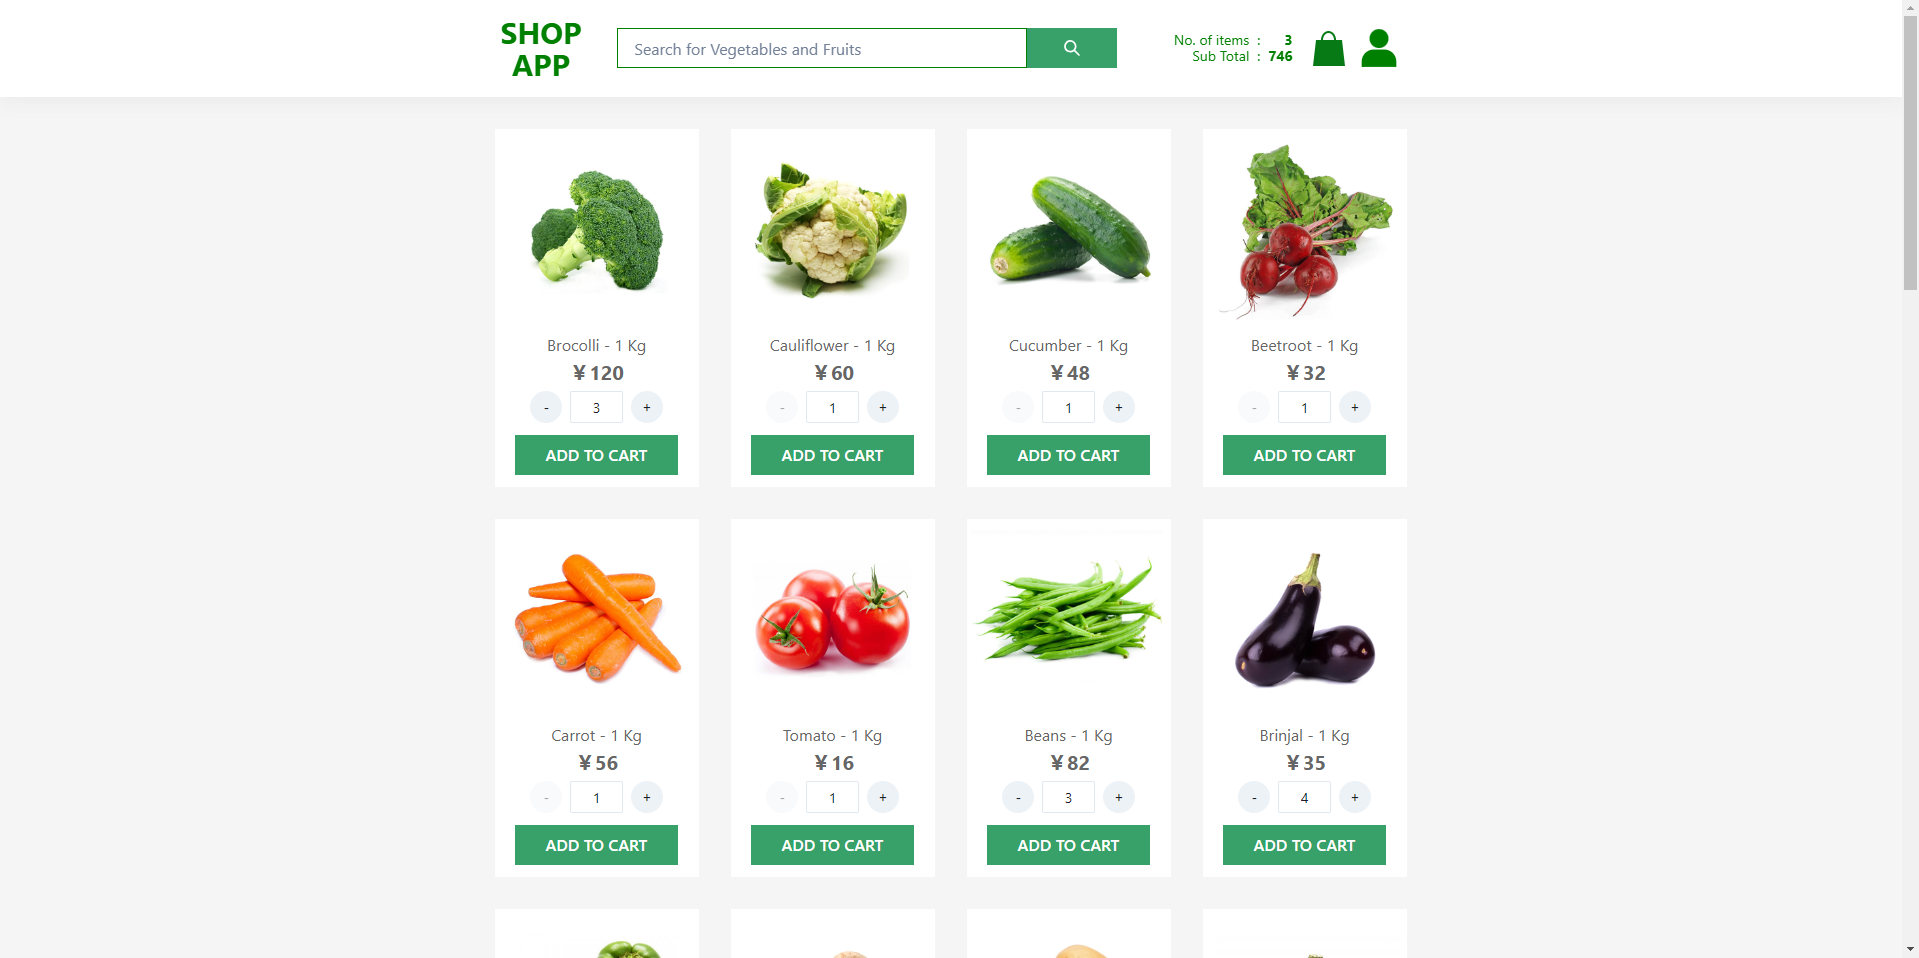 SHOP
APP
Search for Vegetables and Fruits
No. of items : 3
Sub Total : 746
Brocolli - 1 Kg
¥ 120
- 3 +
ADD TO CART
Cauliflower - 1 Kg
¥ 60
- 1 +
ADD TO CART
Cucumber - 1 Kg
¥ 48
- 1 +
ADD TO CART
Beetroot - 1 Kg
¥ 32
- 1 +
ADD TO CART
Carrot - 1 Kg
¥ 56
- 1 +
ADD TO CART
Tomato - 1 Kg
¥ 16
- 1 +
ADD TO CART
Beans - 1 Kg
¥ 82
- 3 +
ADD TO CART
Brinjal - 1 Kg
¥ 35
- 4 +
ADD TO CART